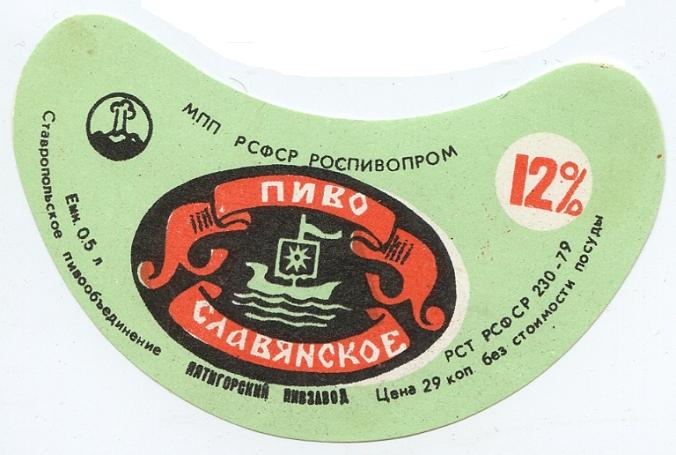 МПП РСФСР РОСПИВОПРОМ
12%
ПИВО
СЛАВЯНСКОЕ
Емк. 0.5 л
Ставропольское пивообъединение
ПЯТИГОРСКИЙ ПИВЗАВОД
РСТ РСФСР 230-79
Цена 29 коп. без стоимости посуды